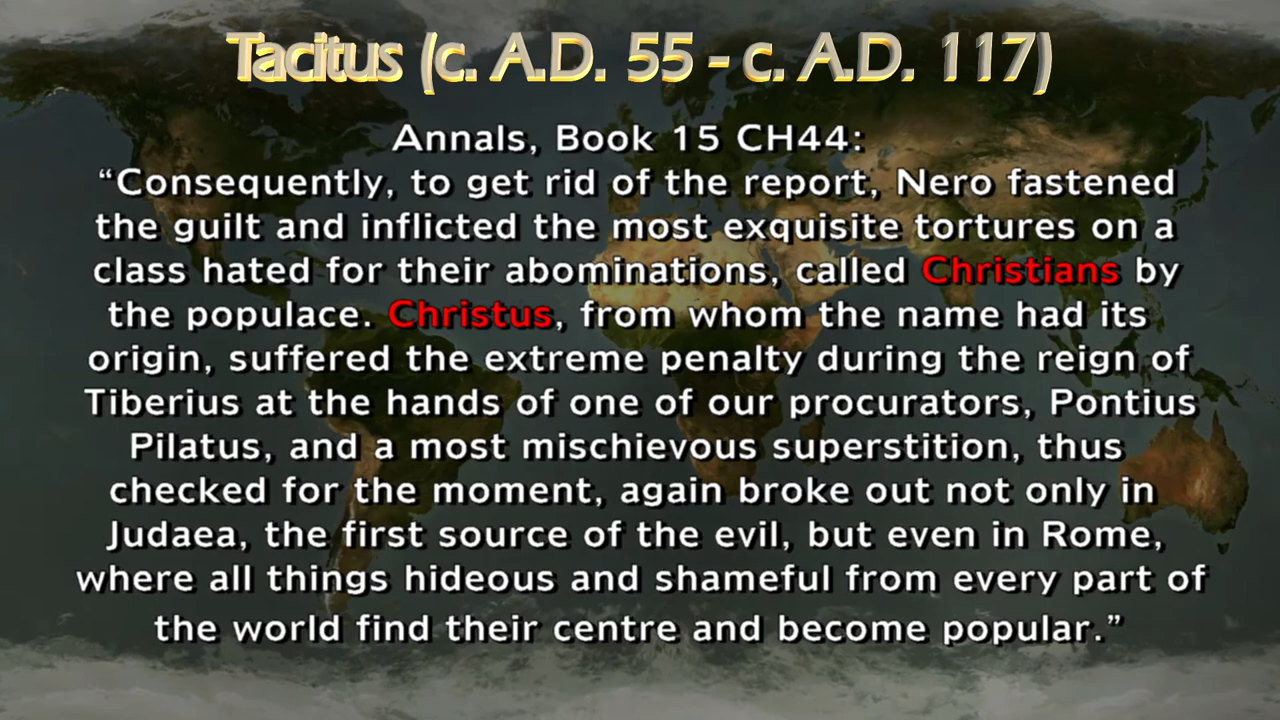 Tacitus (c. A.D. 55 - c. A.D. 117)
Annals, Book 15 CH44:
“Consequently, to get rid of the report, Nero fastened
the guilt and inflicted the most exquisite tortures on a
class hated for their abominations, called Christians by
the populace. Christus, from whom the name had its
origin, suffered the extreme penalty during the reign of
Tiberius at the hands of one of our procurators, Pontius
Pilatus, and a most mischievous superstition, thus
checked for the moment, again broke out not only in
Judaea, the first source of the evil, but even in Rome,
where all things hideous and shameful from every part of
the world find their centre and become popular.”